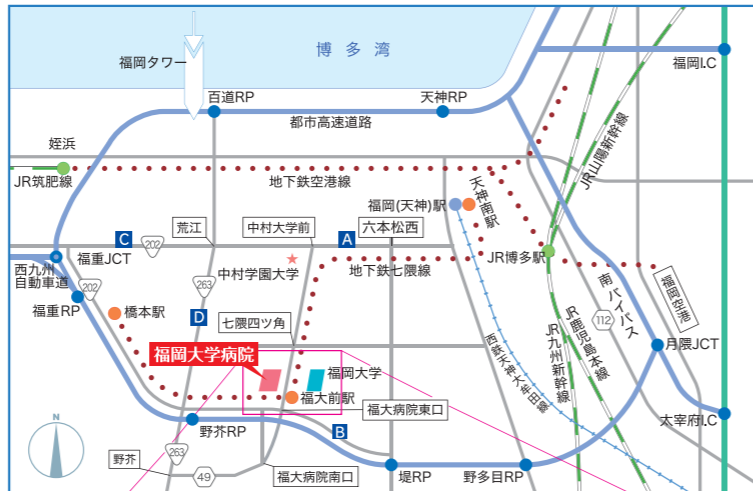 博多湾
福岡タワー
福岡I.C
百道RP
天神RP
都市高速道路
姪浜
JR山陽新幹線
JR筑肥線
地下鉄空港線
天神南駅
福岡(天神)駅
荒江
中村大学前
六本松西
C
202
A
福重JCT
中村学園大学
地下鉄七隈線
JR博多駅
西九州
自動車道
202
263
福岡空港
南バイパス
112
福重RP
橋本駅
D
七隈四ツ角
西鉄天神大牟田線
JR九州新幹線
JR鹿児島本線
月隈JCT
福岡大学病院
福岡大学
福大前駅
福大病院東口
太宰府I.C
N
野芥RP
B
263
野芥
49
福大病院南口
堤RP
野多目RP